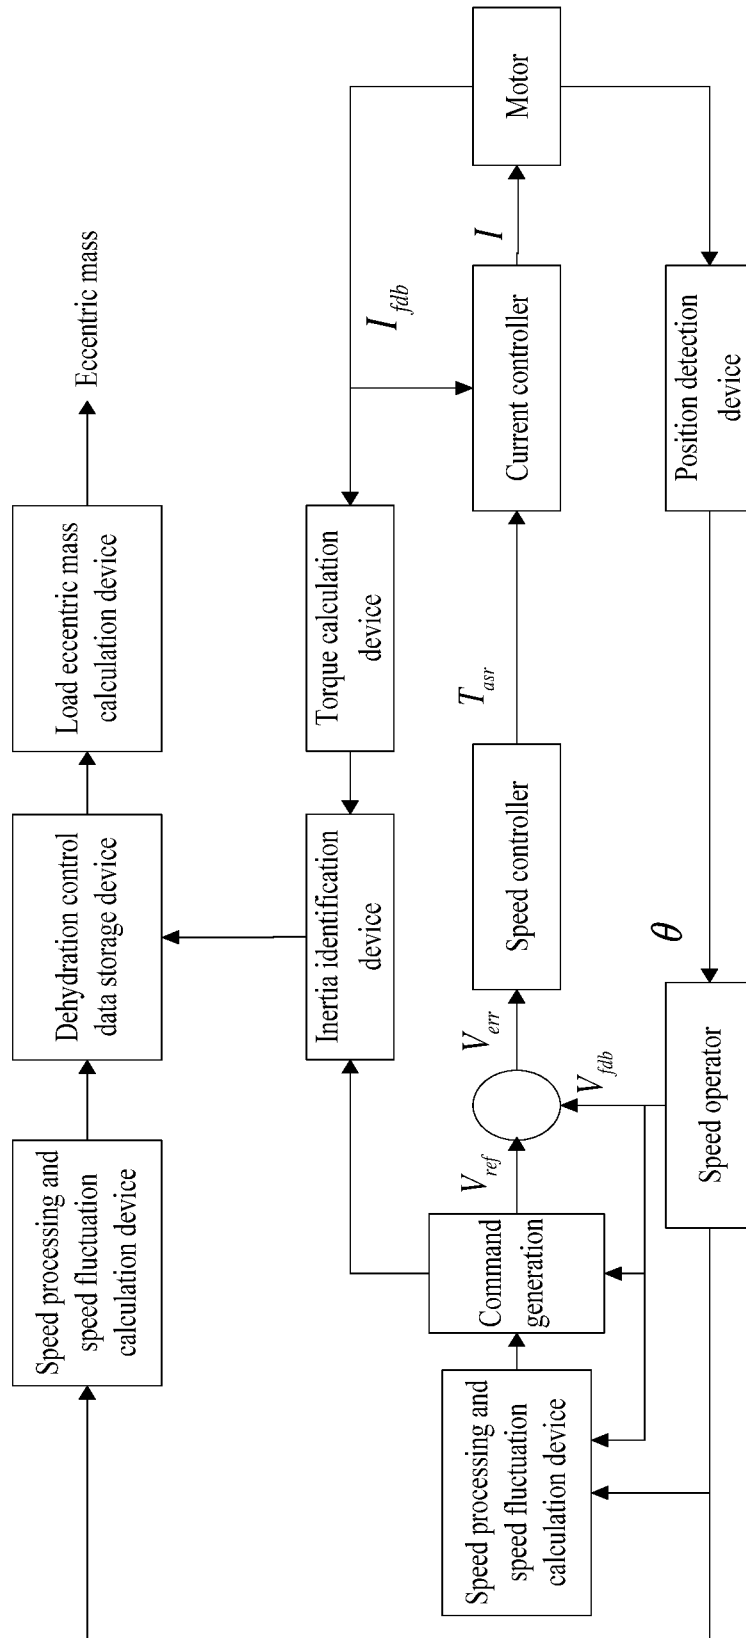 Speed processing and
speed fluctuation
calculation device
Dehydration control
data storage device
Load eccentric mass
calculation device
Eccentric mass
Inertia identification
device
Torque calculation
device
I fdb
Speed processing and
speed fluctuation
calculation device
Command
generation
V ref
V err
Speed controller
T asr
Current controller
I
Motor
V fdb
Speed operator
θ
Position detection
device